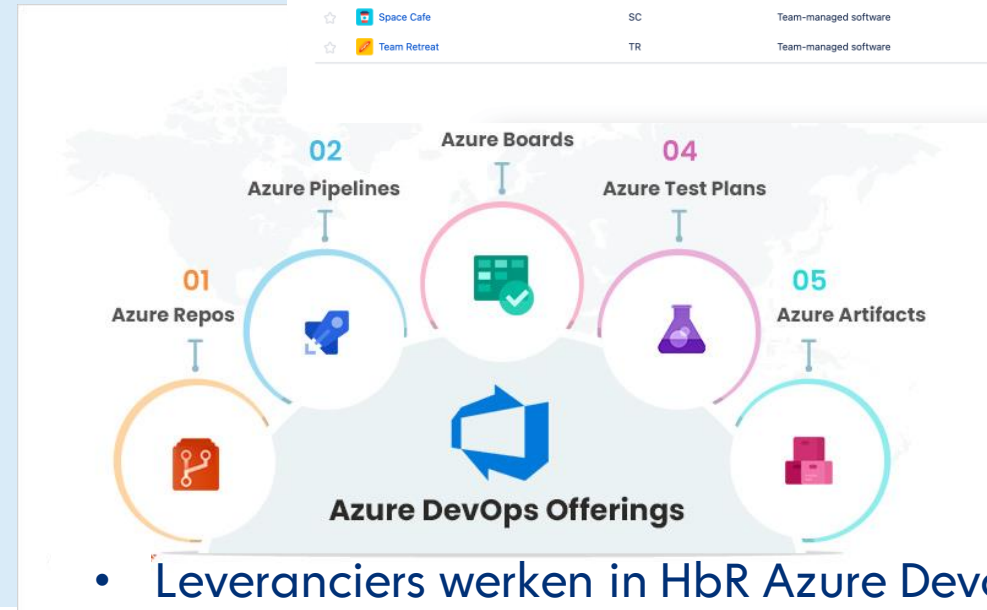 Space Cafe SC Team-managed software
Team Retreat TR Team-managed software
Azure Boards
02
04
Azure Pipelines
Azure Test Plans
01
05
Azure Repos
Azure Artifacts
Azure DevOps Offerings
• Leveranciers werken in HbR Azure